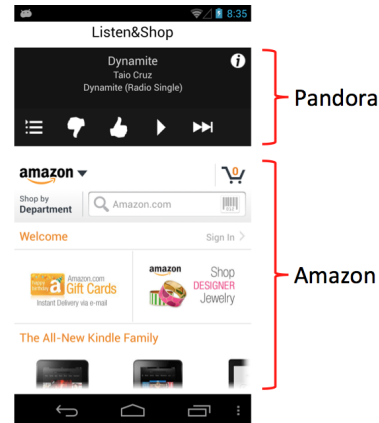 8:35
Listen&Shop
Dynamite
Taio Cruz
Dynamite (Radio Single)
Pandora
amazon
0
Shop by
Department
Amazon.com
Welcome
Sign In
Amazon.com
Gift Cards
Instant Delivery via e-mail
amazon
Shop
DESIGNER
Jewelry
Amazon
The All-New Kindle Family